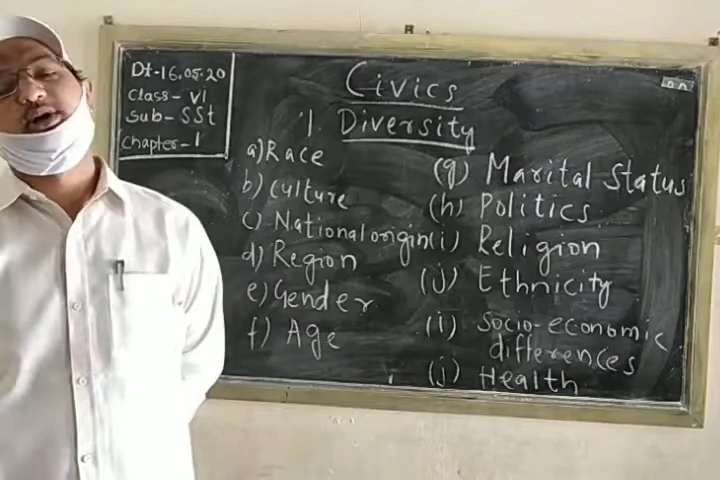 Dt-16.05.20
Class- VI
Sub- SSt
Chapter- 1
Civics
1. Diversity
a) Race
b) Culture
c) National origin
d) Region
e) Gender
f) Age
(g) Marital Status
(h) Politics
(i) Religion
(j) Ethnicity
(i) Socio-economic
differences
(j) Health